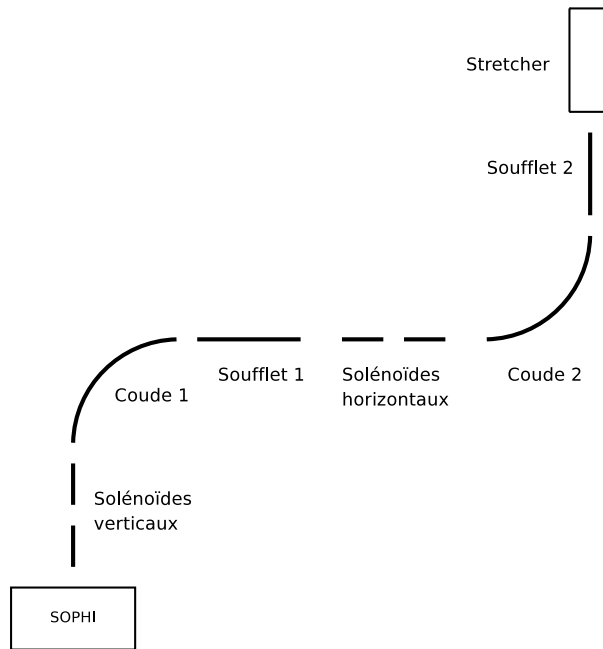 Stretcher
Soufflet 2
Soufflet 1
Solénoïdes
horizontaux
Coude 2
Coude 1
Solénoïdes
verticaux
SOPHI